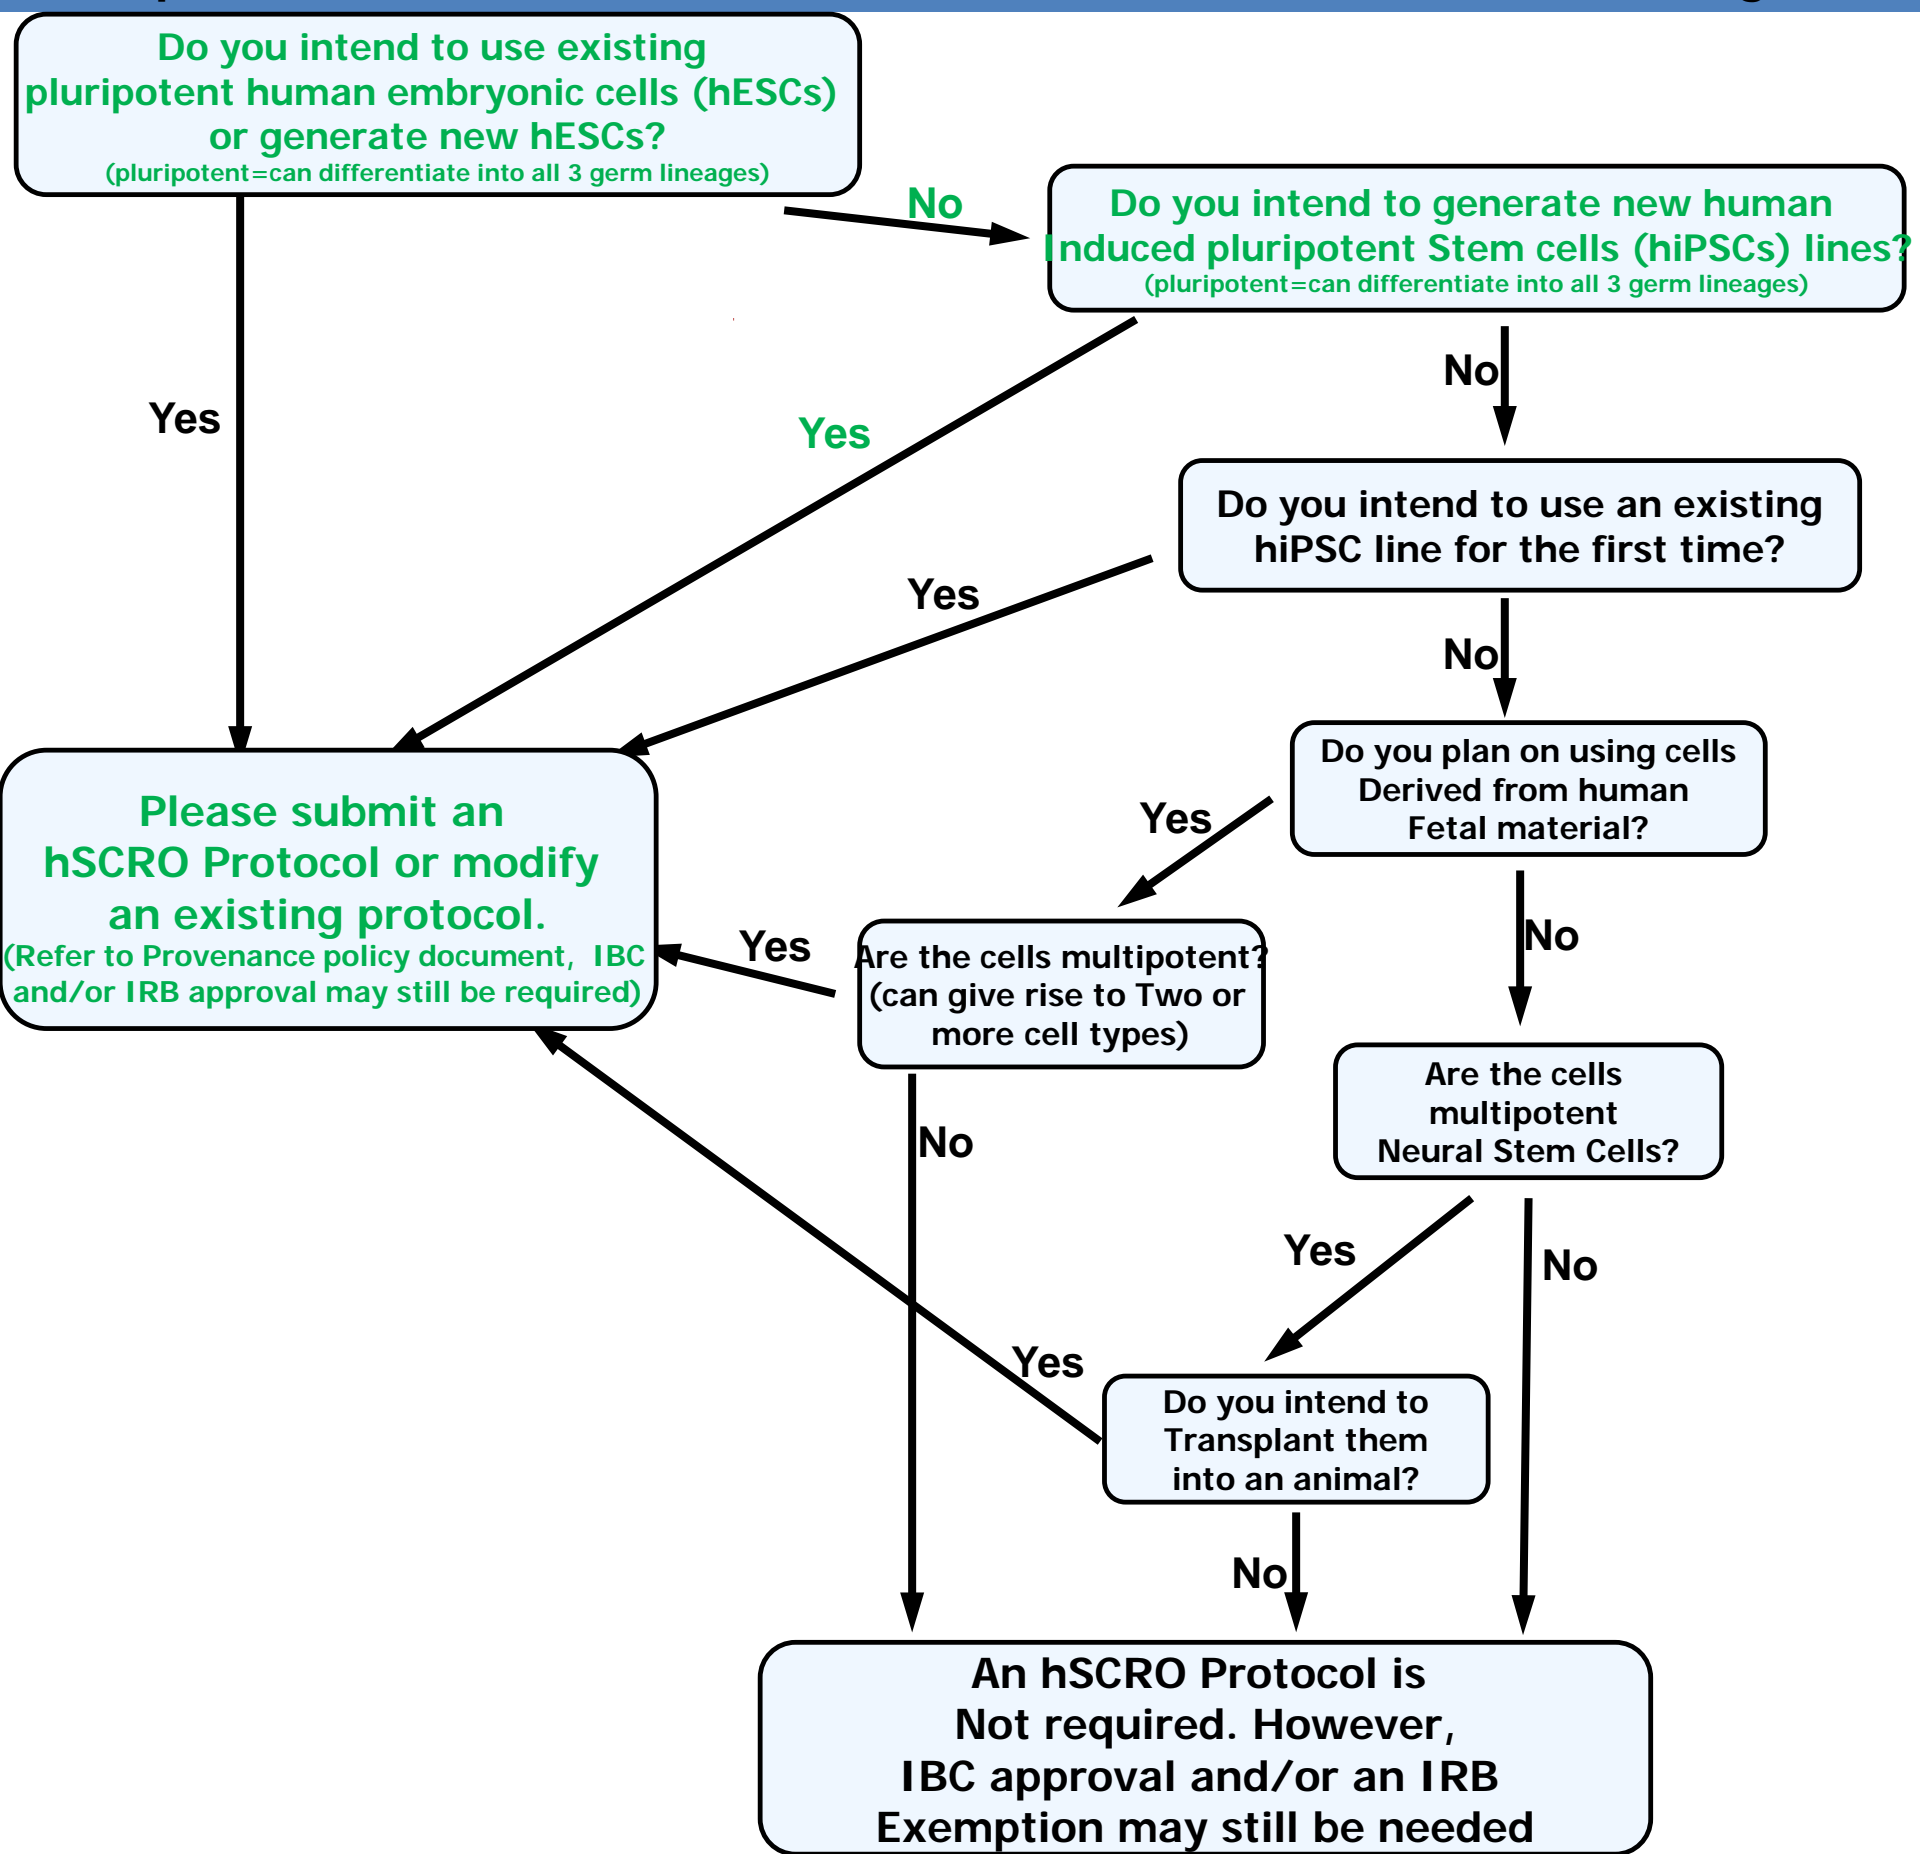 Do you intend to use existing
pluripotent human embryonic cells (hESCs)
or generate new hESCs?
(pluripotent=can differentiate into all 3 germ lineages)
No
Do you intend to generate new human
Induced pluripotent Stem cells (hiPSCs) lines?
(pluripotent=can differentiate into all 3 germ lineages)
No
Yes
Yes
Do you intend to use an existing
hiPSC line for the first time?
Yes
No
Do you plan on using cells
Derived from human
Fetal material?
Yes
Please submit an
hSCRO Protocol or modify
an existing protocol.
(Refer to Provenance policy document, IBC
and/or IRB approval may still be required)
Yes
Are the cells multipotent?
(can give rise to Two or
more cell types)
No
Are the cells
multipotent
Neural Stem Cells?
No
Yes
No
Yes
Do you intend to
Transplant them
into an animal?
No
An hSCRO Protocol is
Not required. However,
IBC approval and/or an IRB
Exemption may still be needed